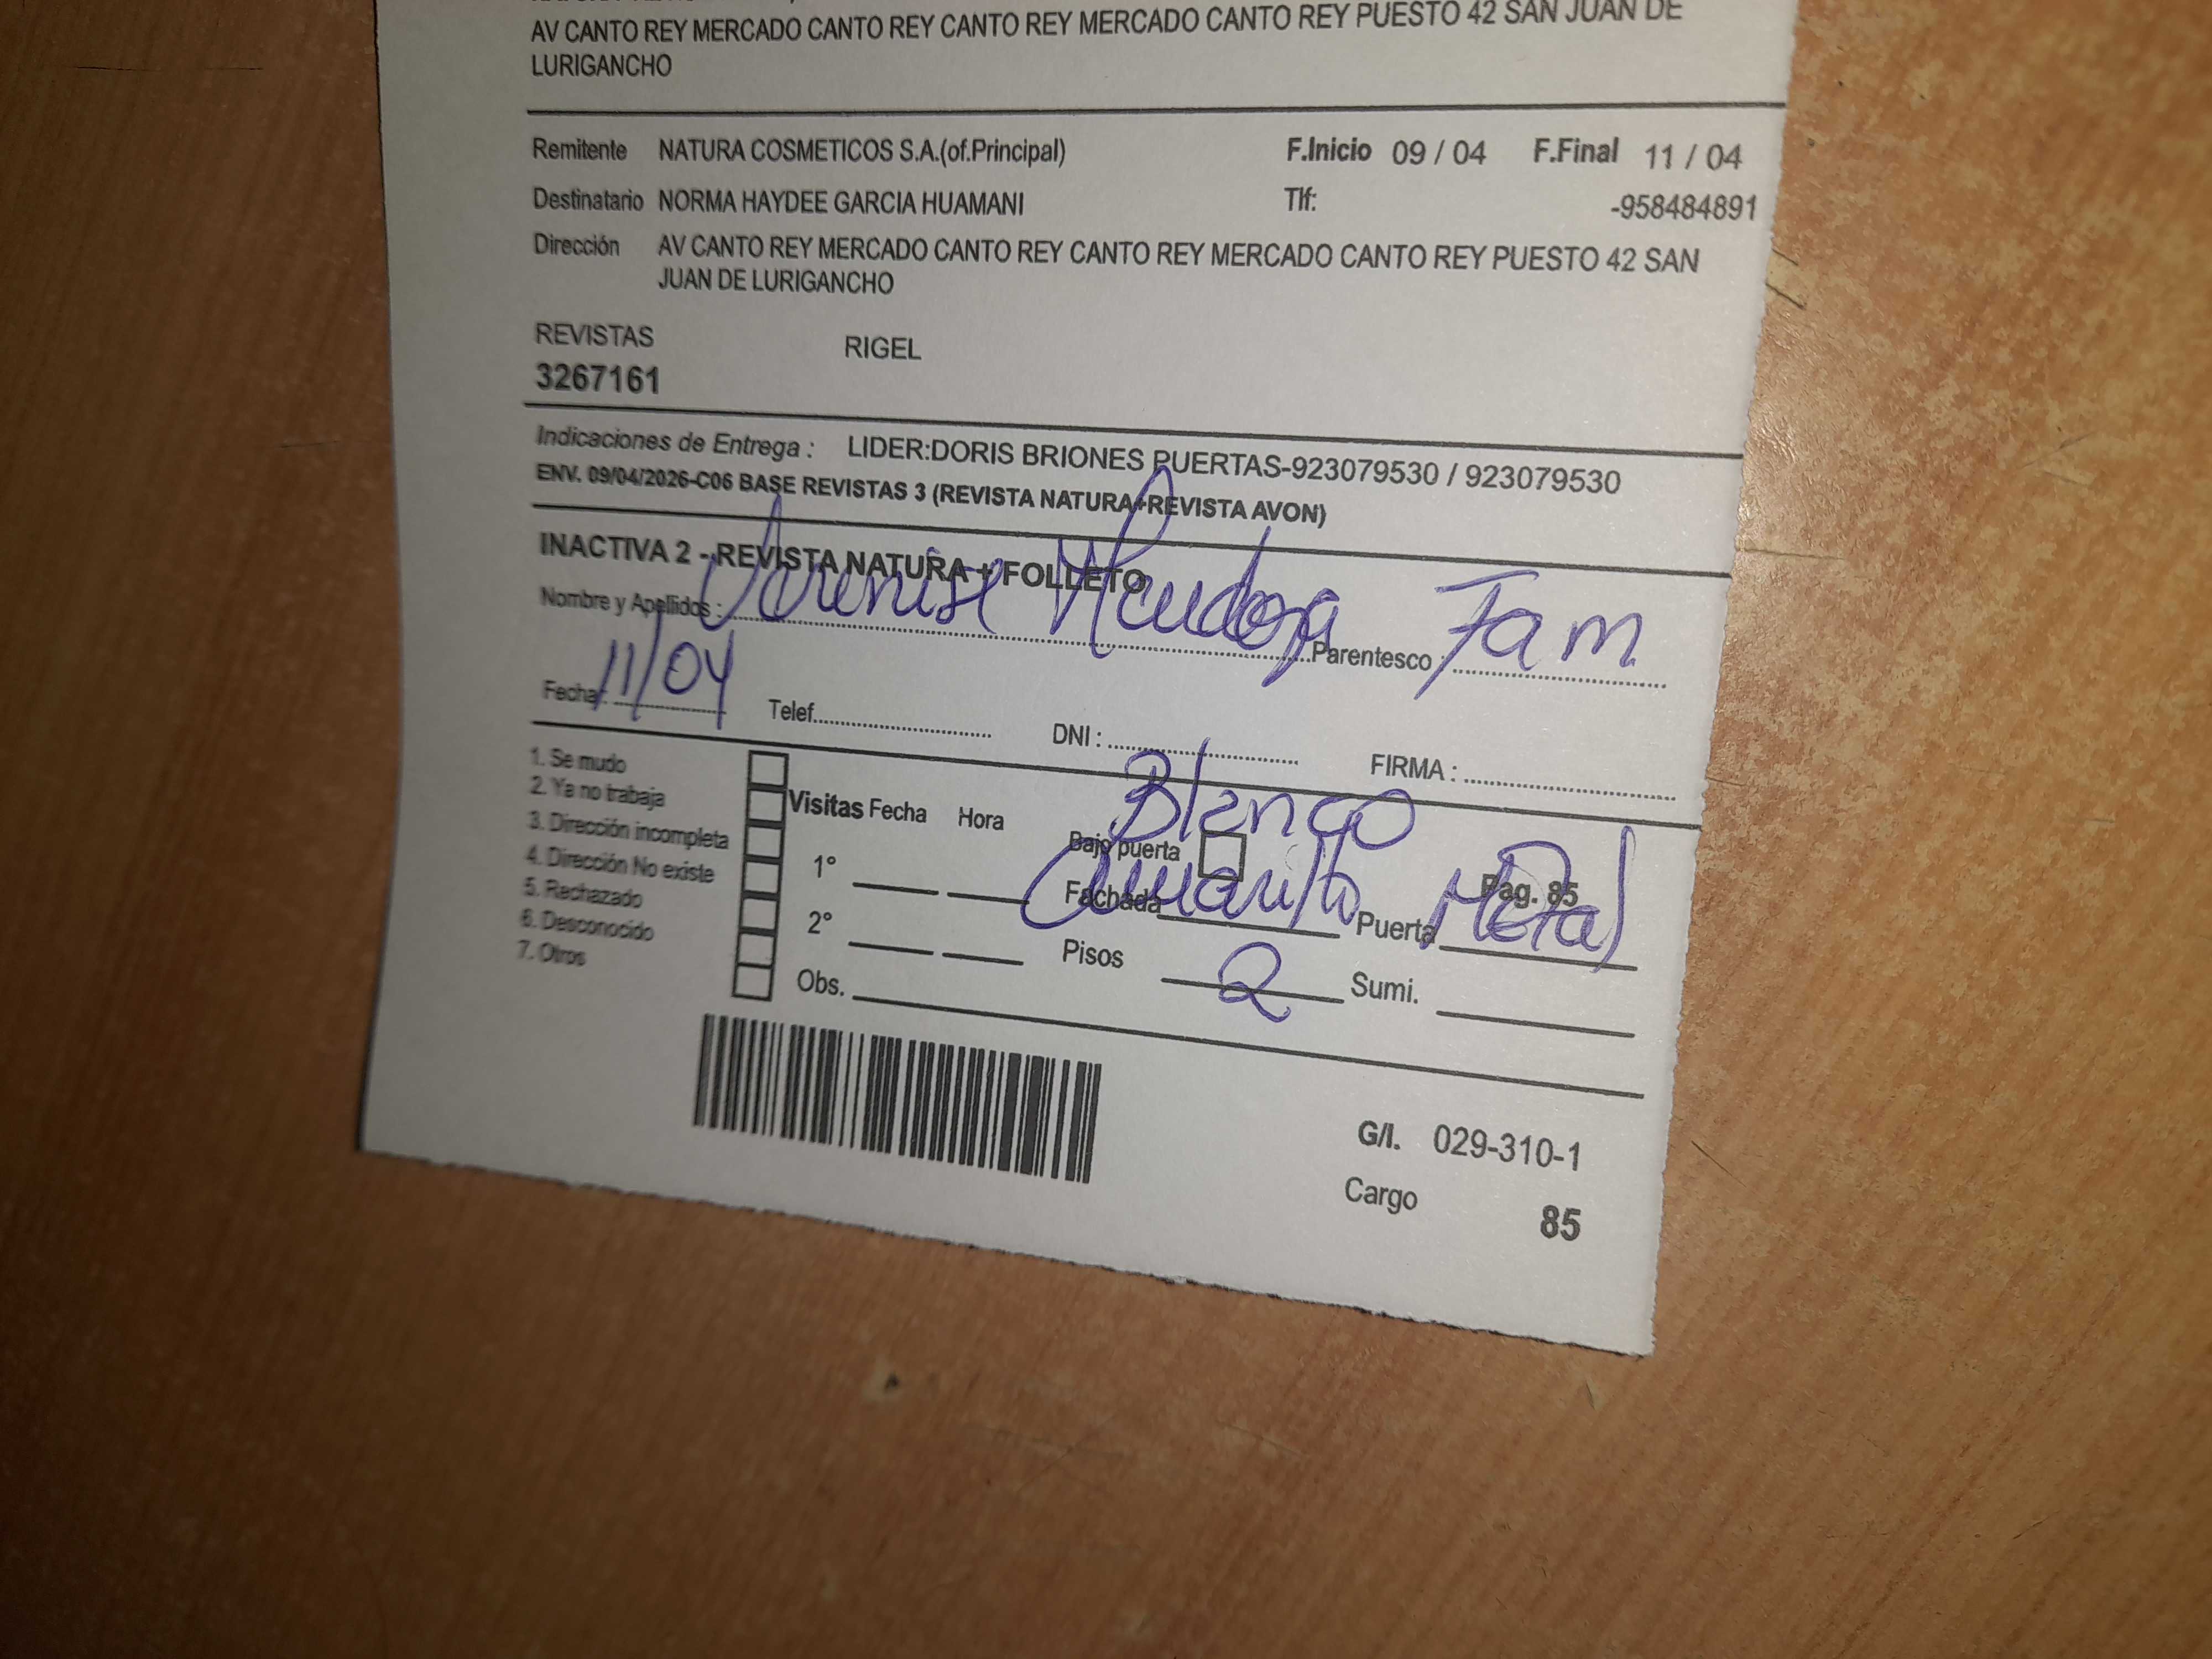 AV CANTO REY MERCADO CANTO REY CANTO REY MERCADO CANTO REY PUESTO 42 SAN JUAN DE
LURIGANCHO
Remitente NATURA COSMETICOS S.A.(of.Principal) F.Inicio 09 / 04 F.Final 11 / 04
Destinatario NORMA HAYDEE GARCIA HUAMANI Tlf: -958484891
Dirección AV CANTO REY MERCADO CANTO REY CANTO REY MERCADO CANTO REY PUESTO 42 SAN
JUAN DE LURIGANCHO
REVISTAS RIGEL
3267161
Indicaciones de Entrega : LIDER:DORIS BRIONES PUERTAS-923079530 / 923079530
ENV. 09/04/2026-C06 BASE REVISTAS 3 (REVISTA NATURA+REVISTA AVON)
INACTIVA 2 - REVISTA NATURA + FOLLETO
Nombre y Apellidos : Mendoza Parentesco : Fam.
Fecha: 11/04 Telef. DNI : FIRMA :
1. Se mudo
2. Ya no trabaja
3. Dirección incompleta
4. Dirección No existe
5. Rechazado
6. Desconocido
7. Otros
Visitas Fecha Hora
1°
2°
Obs.
Blanco
Bajo puerta Pag. 85
Fachada Amarillo Puerta Metal
Pisos 2 Sumi.
G/I. 029-310-1
Cargo 85